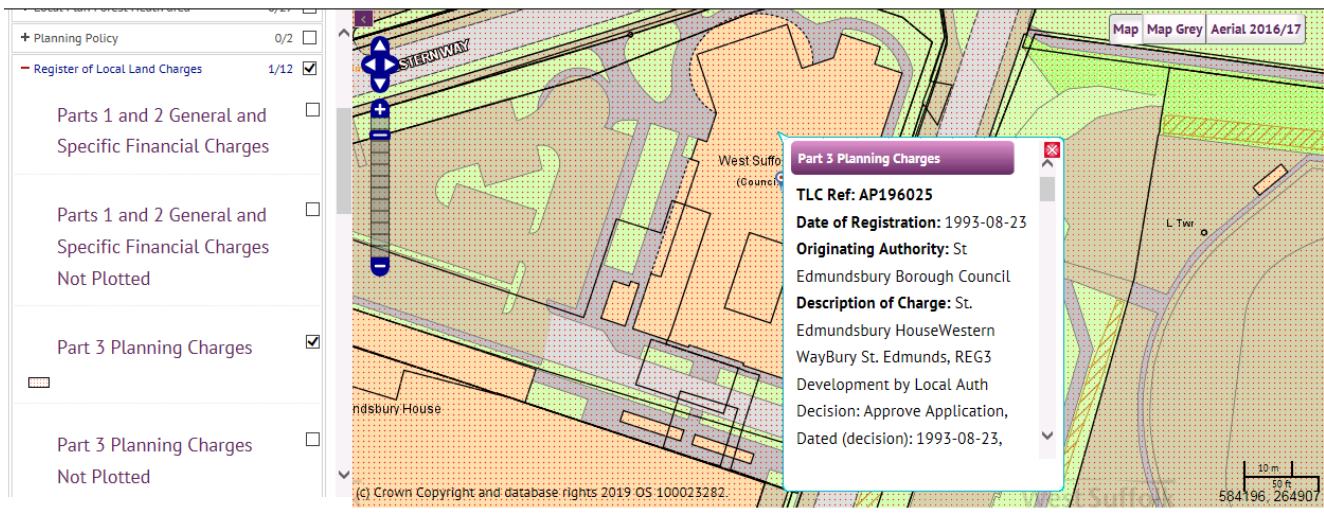 + Planning Policy 0/2
− Register of Local Land Charges 1/12
Parts 1 and 2 General and
Specific Financial Charges
Parts 1 and 2 General and
Specific Financial Charges
Not Plotted
Part 3 Planning Charges
Part 3 Planning Charges
Not Plotted
Map Map Grey Aerial 2016/17
STERN WAY
West Suffo
(Counci
Part 3 Planning Charges
TLC Ref: AP196025
Date of Registration: 1993-08-23
Originating Authority: St
Edmundsbury Borough Council
Description of Charge: St.
Edmundsbury HouseWestern
WayBury St. Edmunds, REG3
Development by Local Auth
Decision: Approve Application,
Dated (decision): 1993-08-23,
L Twr
ndsbury House
(c) Crown Copyright and database rights 2019 OS 100023282.
West Suffo
10 m
50 ft
584196, 264907